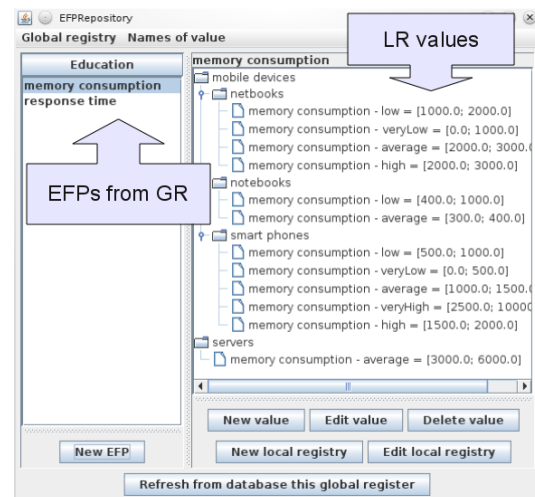 EFPRepository
Global registry Names of value
LR values
Education
memory consumption
response time
EFPs from GR
memory consumption
mobile devices
netbooks
memory consumption - low = [1000.0; 2000.0]
memory consumption - veryLow = [0.0; 1000.0]
memory consumption - average = [2000.0; 3000.(
memory consumption - high = [2000.0; 3000.0]
notebooks
memory consumption - low = [400.0; 1000.0]
memory consumption - average = [300.0; 400.0]
smart phones
memory consumption - low = [500.0; 1000.0]
memory consumption - veryLow = [0.0; 500.0]
memory consumption - average = [1000.0; 1500.(
memory consumption - veryHigh = [2500.0; 10000
memory consumption - high = [1500.0; 2000.0]
servers
memory consumption - average = [3000.0; 6000.0]
New value Edit value Delete value
New EFP New local registry Edit local registry
Refresh from database this global register